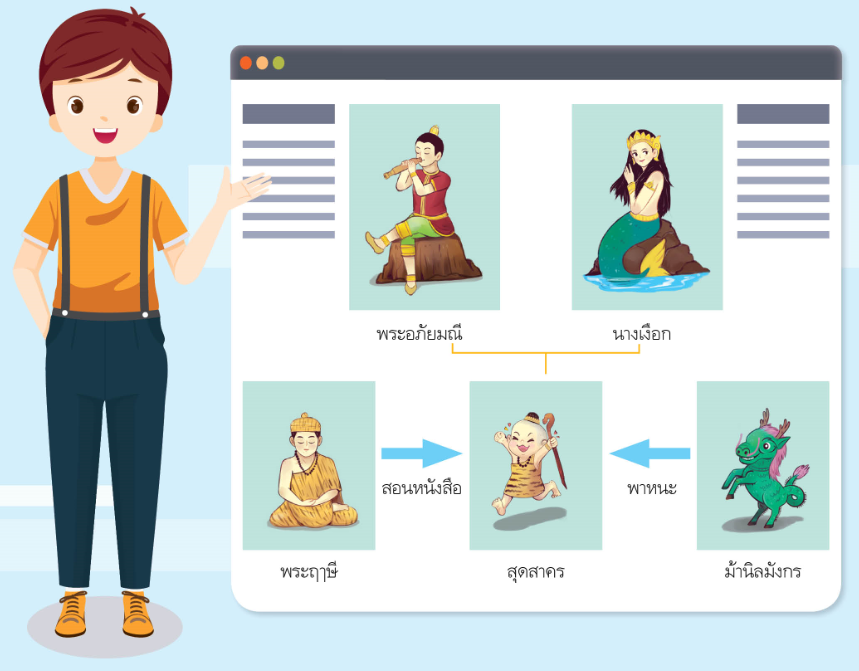 พระอภัยมณี
นางเงือก
สอนหนังสือ
พาหนะ
พระฤๅษี
สุดสาคร
ม้านิลมังกร